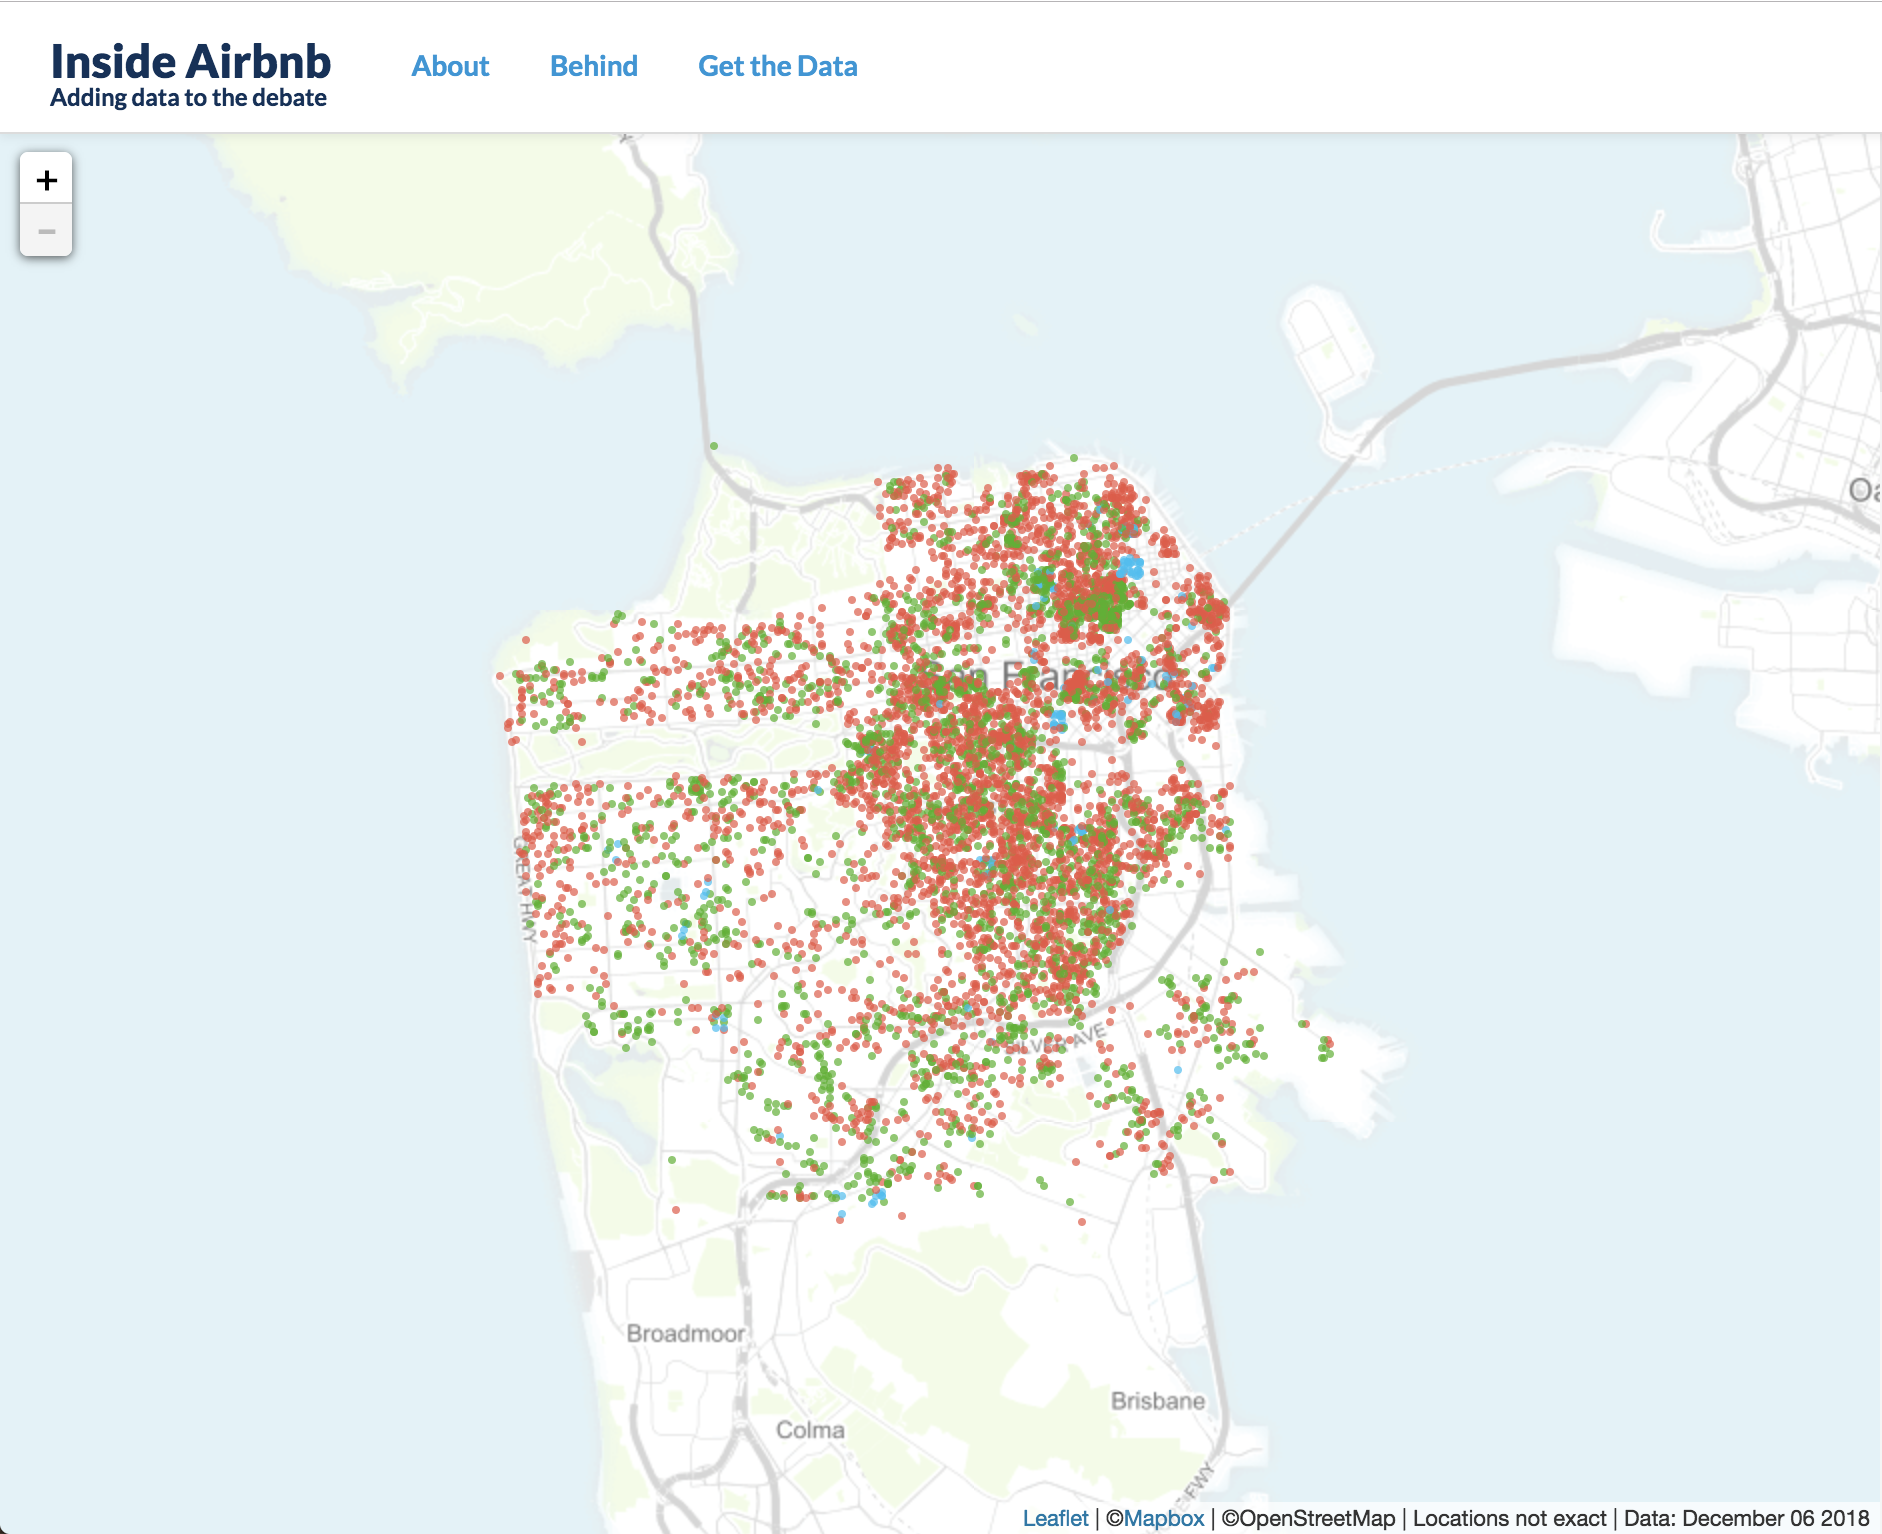 Inside Airbnb
Adding data to the debate
About
Behind
Get the Data
+
−
San Francisco
GREAT HWY
SILVER AVE
Broadmoor
Brisbane
Colma
FWY
Leaflet | ©Mapbox | ©OpenStreetMap | Locations not exact | Data: December 06 2018